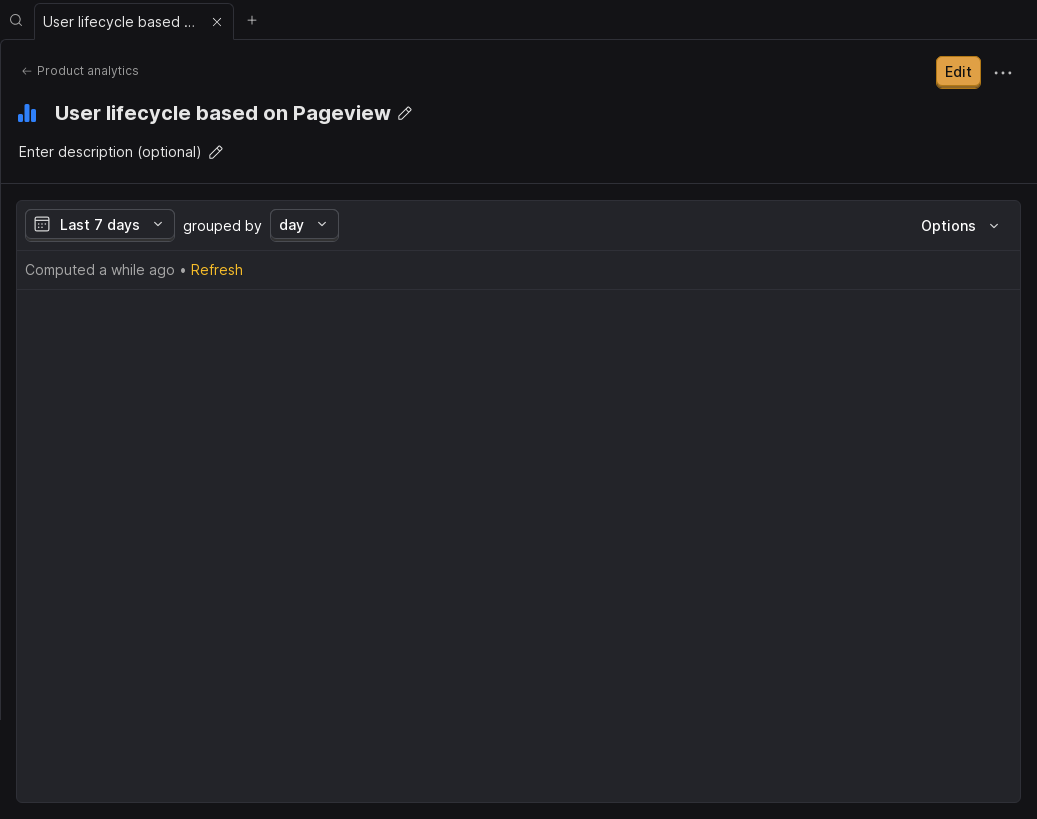 User lifecycle based ...
Product analytics
Edit
User lifecycle based on Pageview
Enter description (optional)
Last 7 days grouped by day Options
Computed a while ago • Refresh